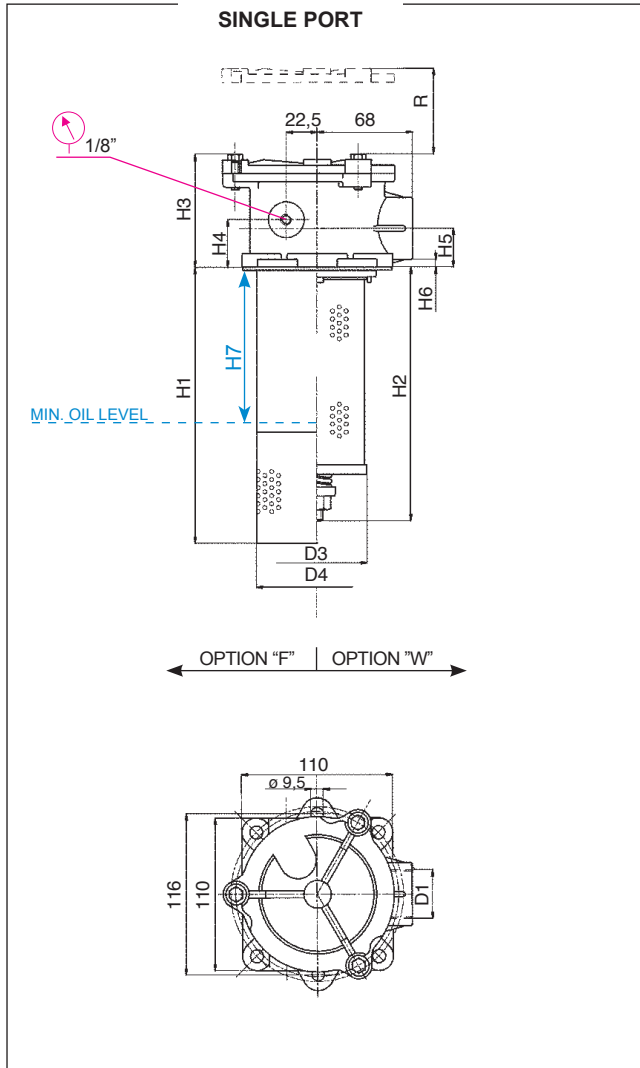 SINGLE PORT
R
22,5
68
1/8”
H3
H4
H5
H6
H7
H1
H2
MIN. OIL LEVEL
D3
D4
OPTION “F”
OPTION ”W”
110
ø 9,5
116
110
D1